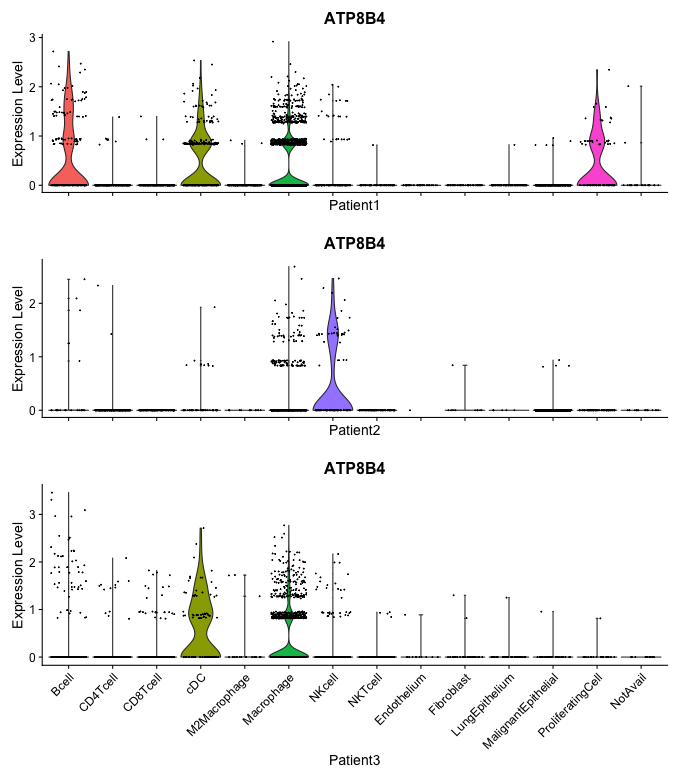 ATP8B4
3
2
1
0
Expression Level
Patient1
ATP8B4
2
1
0
Expression Level
Patient2
ATP8B4
3
2
1
0
Expression Level
Bcell
CD4Tcell
CD8Tcell
cDC
M2Macrophage
Macrophage
NKcell
NKTcell
Endothelium
Fibroblast
LungEpithelium
MalignantEpithelial
ProliferatingCell
NotAvail
Patient3